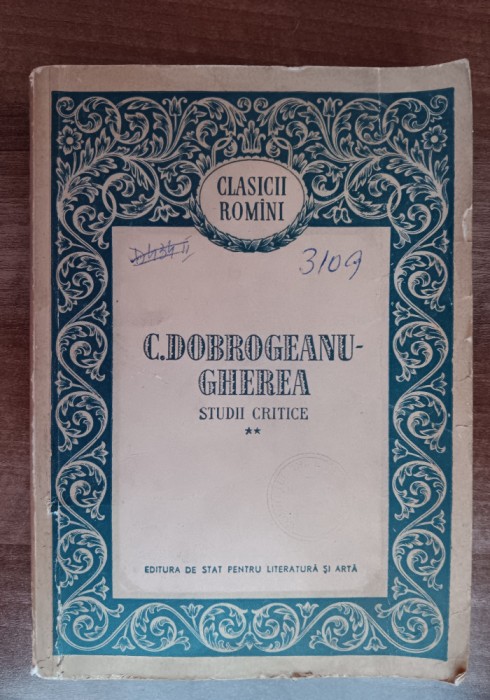 CLASICII
ROMÎNI
3109
C.DOBROGEANU-
GHEREA
STUDII CRITICE
**
EDITURA DE STAT PENTRU LITERATURĂ ȘI ARTĂ